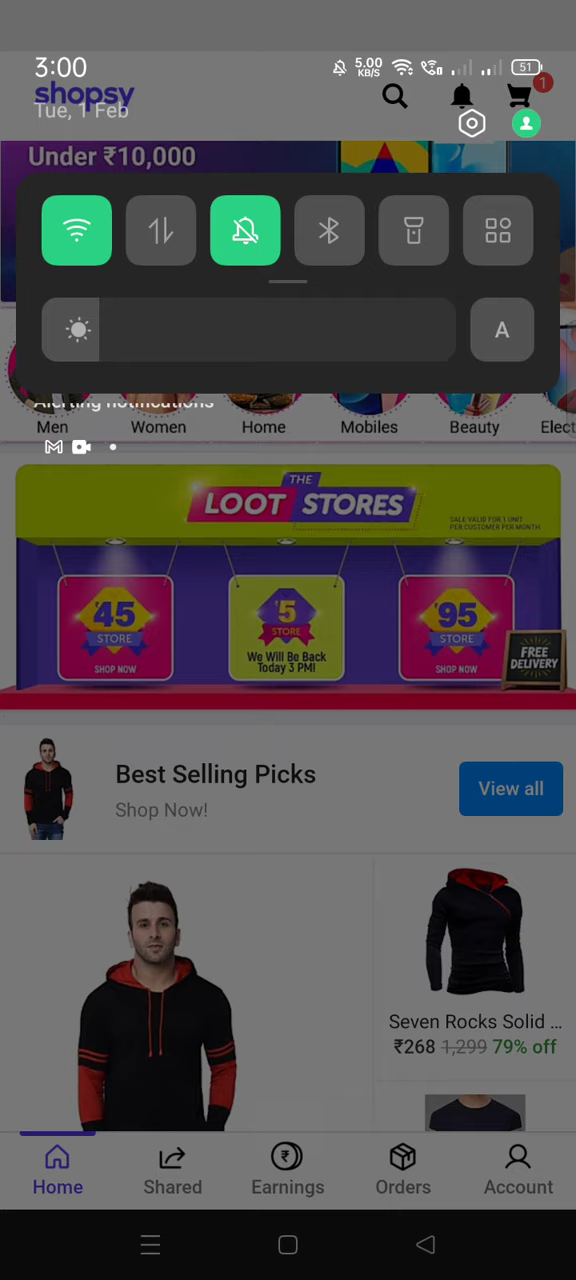 3:00
5.00
KB/S
51
shopsy
1
Tue, 1 Feb
Under ₹10,000
A
Alerting notifications
Men
Women
Home
Mobiles
Beauty
Elect
THE
LOOT STORES
SALE VALID FOR 1 UNIT
PER CUSTOMER PER MONTH
₹45
STORE
SHOP NOW
₹5
STORE
We Will Be Back
Today 3 PM!
₹95
STORE
SHOP NOW
FREE
DELIVERY
Best Selling Picks
Shop Now!
View all
Seven Rocks Solid ...
₹268 1,299 79% off
Home
Shared
Earnings
Orders
Account